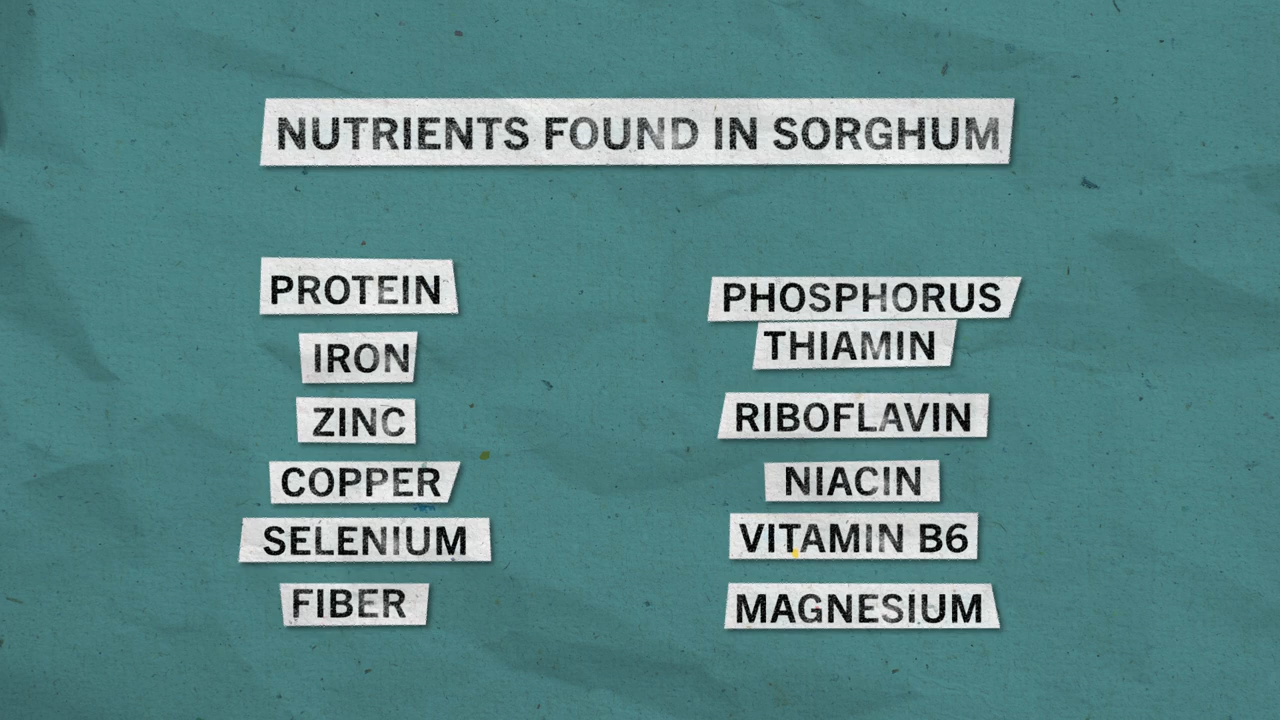 NUTRIENTS FOUND IN SORGHUM
PROTEIN
IRON
ZINC
COPPER
SELENIUM
FIBER
PHOSPHORUS
THIAMIN
RIBOFLAVIN
NIACIN
VITAMIN B6
MAGNESIUM